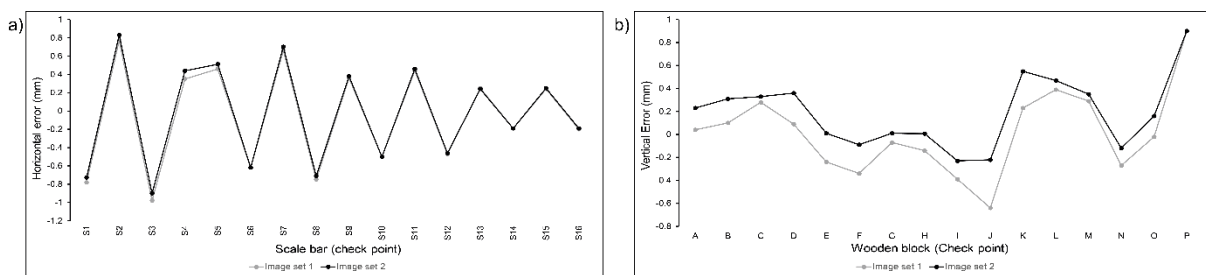 a)
Horizontal error (mm)
1
0.8
0.6
0.4
0.2
0
-0.2
-0.4
-0.6
-0.8
-1
-1.2
S1 S2 S3 S4 S5 S6 S7 S8 S9 S10 S11 S12 S13 S14 S15 S16
Scale bar (check point)
Image set 1 Image set 2
b)
Vertical Error (mm)
1
0.8
0.6
0.4
0.2
0
0.2
0.4
0.6
-0.8
A B C D E F C H I J K L M N O P
Wooden block (Check point)
Image set 1 Image set 2